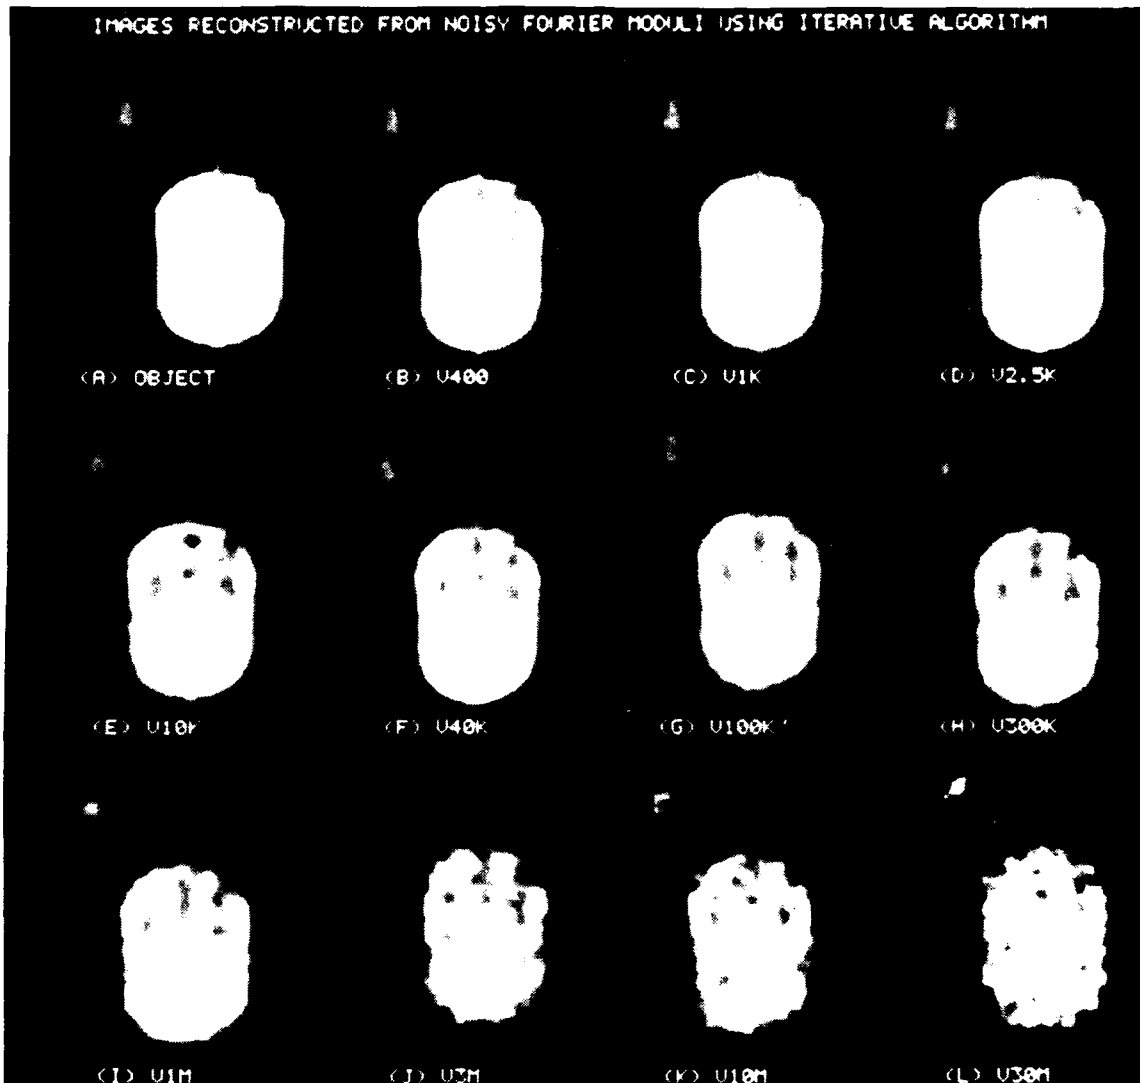 IMAGES RECONSTRUCTED FROM NOISY FOURIER MODULI USING ITERATIVE ALGORITHM
(A) OBJECT
(B) V400
(C) V1K
(D) V2.5K
(E) V10K
(F) V40K
(G) V100K
(H) V300K
(I) V1M
(J) V3M
(K) V10M
(L) V30M